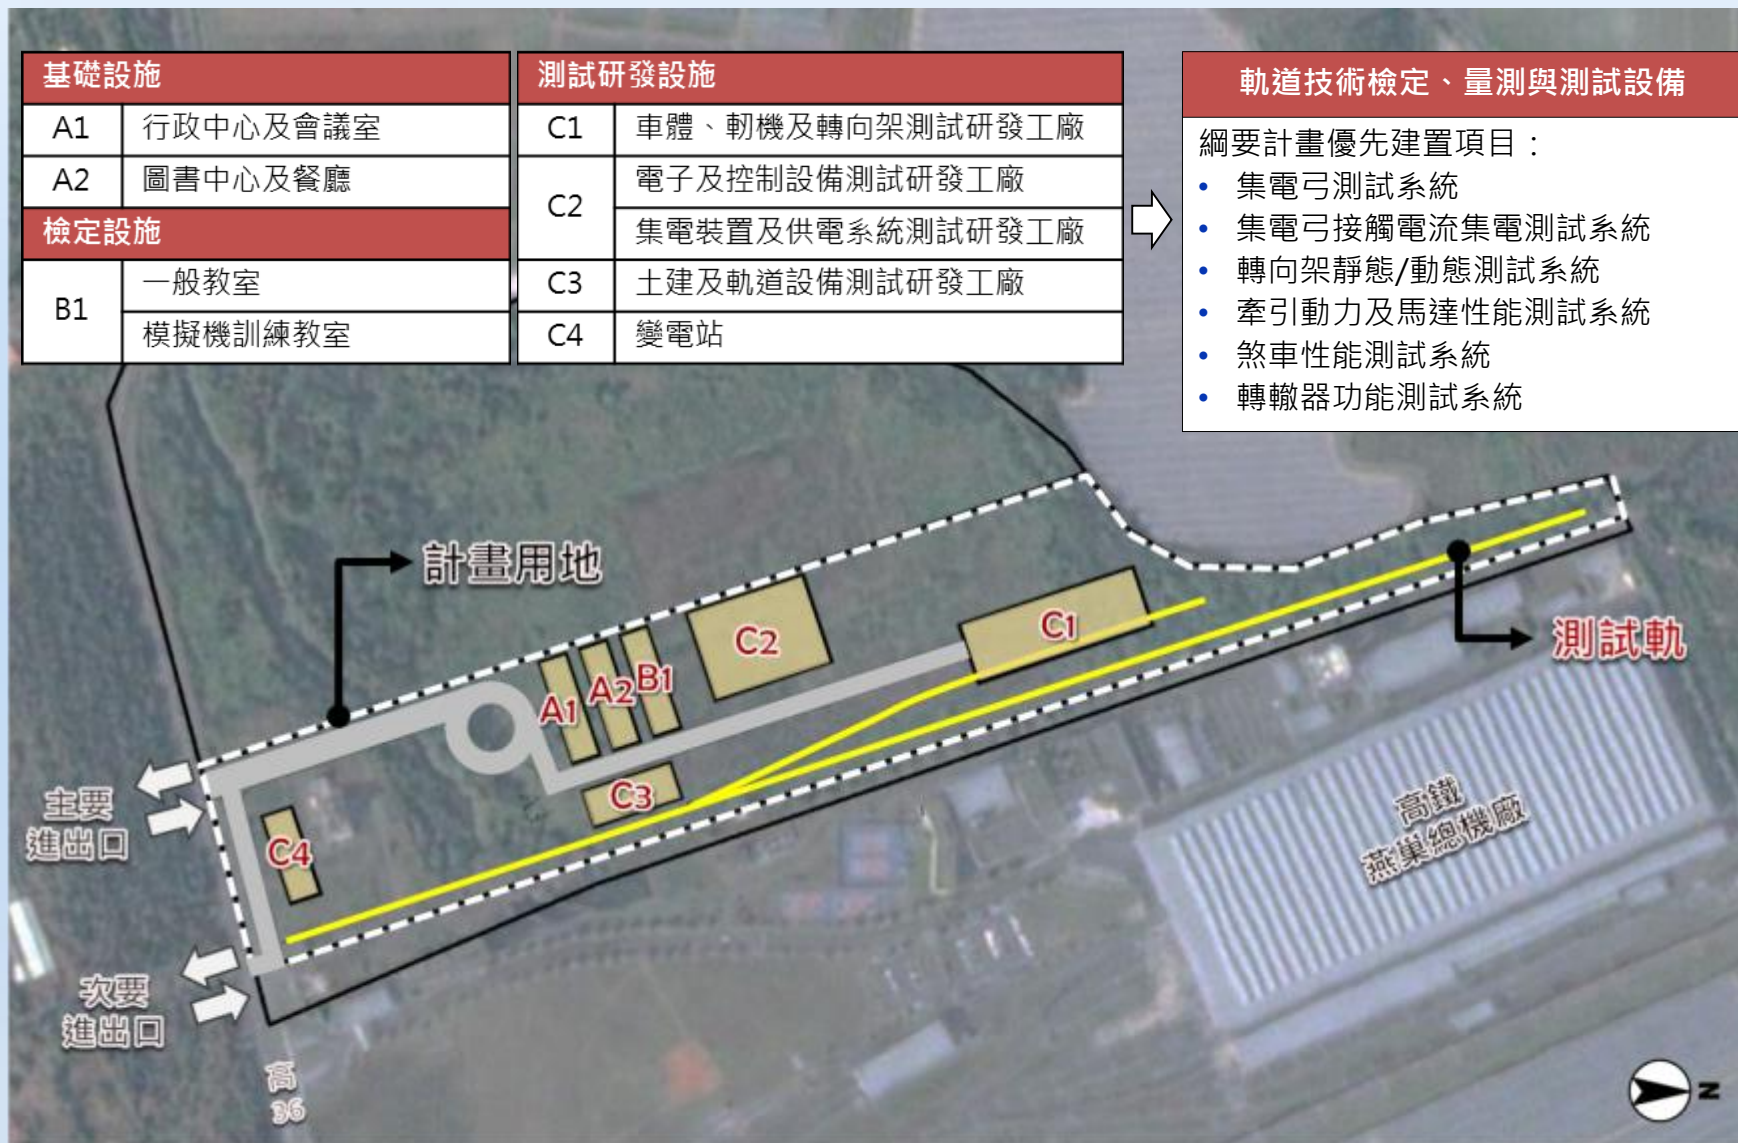 基礎設施
A1 行政中心及會議室
A2 圖書中心及餐廳
檢定設施
B1 一般教室
模擬機訓練教室
測試研發設施
C1 車體、軔機及轉向架測試研發工廠
C2 電子及控制設備測試研發工廠
集電裝置及供電系統測試研發工廠
C3 土建及軌道設備測試研發工廠
C4 變電站
軌道技術檢定、量測與測試設備
綱要計畫優先建置項目：
• 集電弓測試系統
• 集電弓接觸電流集電測試系統
• 轉向架靜態/動態測試系統
• 牽引動力及馬達性能測試系統
• 煞車性能測試系統
• 轉轍器功能測試系統
計畫用地
測試軌
C1
C2
B1
A2
A1
C3
C4
主要
進出口
次要
進出口
高鐵
燕巢總機廠
高
36
N